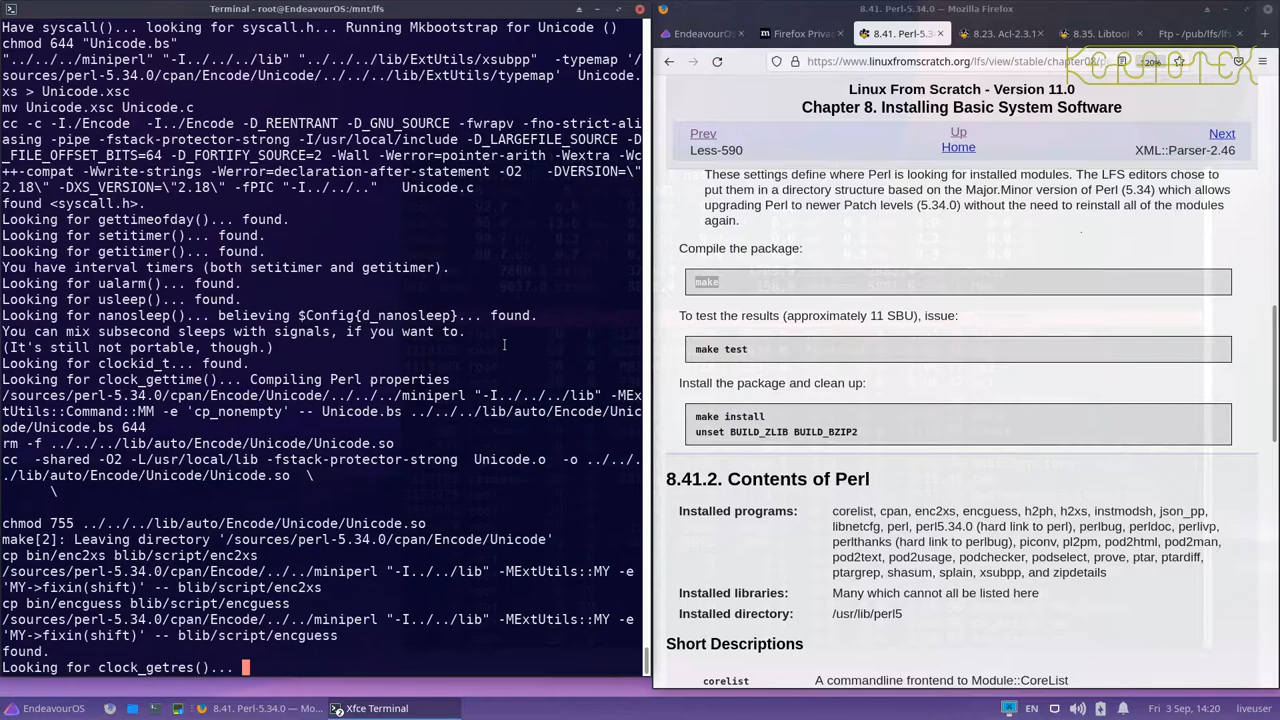 Terminal - root@EndeavourOS:/mnt/lfs
Have syscall()... looking for syscall.h... Running Mkbootstrap for Unicode ()
chmod 644 "Unicode.bs"
"../../../miniperl" "-I../../../lib" "../../../lib/ExtUtils/xsubpp"  -typemap '/
sources/perl-5.34.0/cpan/Encode/Unicode/../../../lib/ExtUtils/typemap'  Unicode.
xs > Unicode.xsc
mv Unicode.xsc Unicode.c
cc -c -I./Encode  -I../Encode -D_REENTRANT -D_GNU_SOURCE -fwrapv -fno-strict-ali
asing -pipe -fstack-protector-strong -I/usr/local/include -D_LARGEFILE_SOURCE -D
_FILE_OFFSET_BITS=64 -D_FORTIFY_SOURCE=2 -Wall -Werror=pointer-arith -Wextra -Wc
++-compat -Wwrite-strings -Werror=declaration-after-statement -O2   -DVERSION=\"
2.18\" -DXS_VERSION=\"2.18\" -fPIC "-I../../.."   Unicode.c
found <syscall.h>.
Looking for gettimeofday()... found.
Looking for setitimer()... found.
Looking for getitimer()... found.
You have interval timers (both setitimer and getitimer).
Looking for ualarm()... found.
Looking for usleep()... found.
Looking for nanosleep()... believing $Config{d_nanosleep}... found.
You can mix subsecond sleeps with signals, if you want to.
(It's still not portable, though.)
Looking for clockid_t... found.
Looking for clock_gettime()... Compiling Perl properties
/sources/perl-5.34.0/cpan/Encode/Unicode/../../../miniperl "-I../../../lib" -MEx
tUtils::Command::MM -e 'cp_nonempty' -- Unicode.bs ../../../lib/auto/Encode/Unic
ode/Unicode.bs 644
rm -f ../../../lib/auto/Encode/Unicode/Unicode.so
cc  -shared -O2 -L/usr/local/lib -fstack-protector-strong  Unicode.o  -o ../../.
./lib/auto/Encode/Unicode/Unicode.so  \
\
chmod 755 ../../../lib/auto/Encode/Unicode/Unicode.so
make[2]: Leaving directory '/sources/perl-5.34.0/cpan/Encode/Unicode'
cp bin/enc2xs blib/script/enc2xs
/sources/perl-5.34.0/cpan/Encode/../../miniperl "-I../../lib" -MExtUtils::MY -e
'MY->fixin(shift)' -- blib/script/enc2xs
cp bin/encguess blib/script/encguess
/sources/perl-5.34.0/cpan/Encode/../../miniperl "-I../../lib" -MExtUtils::MY -e
'MY->fixin(shift)' -- blib/script/encguess
found.
Looking for clock_getres()...
8.41. Perl-5.34.0 - Mozilla Firefox
EndeavourOS
Firefox Priva
8.41. Perl-5.3
8.23. Acl-2.3.1
8.35. Libtool
Ftp - /pub/lfs/lfs
https://www.linuxfromscratch.org/lfs/view/stable/chapter08/p
120%
Linux From Scratch - Version 11.0
Chapter 8. Installing Basic System Software
Prev Up Next
Less-590 Home XML::Parser-2.46
These settings define where Perl is looking for installed modules. The LFS editors chose to
put them in a directory structure based on the Major.Minor version of Perl (5.34) which allows
upgrading Perl to newer Patch levels (5.34.0) without the need to reinstall all of the modules
again.
Compile the package:
make
To test the results (approximately 11 SBU), issue:
make test
Install the package and clean up:
make install
unset BUILD_ZLIB BUILD_BZIP2
8.41.2. Contents of Perl
Installed programs: corelist, cpan, enc2xs, encguess, h2ph, h2xs, instmodsh, json_pp,
libnetcfg, perl, perl5.34.0 (hard link to perl), perlbug, perldoc, perlivp,
perlthanks (hard link to perlbug), piconv, pl2pm, pod2html, pod2man,
pod2text, pod2usage, podchecker, podselect, prove, ptar, ptardiff,
ptargrep, shasum, splain, xsubpp, and zipdetails
Installed libraries: Many which cannot all be listed here
Installed directory: /usr/lib/perl5
Short Descriptions
corelist A commandline frontend to Module::CoreList
EndeavourOS
8.41. Perl-5.34.0 — Mo...
Xfce Terminal
EN
Fri 3 Sep, 14:20
liveuser